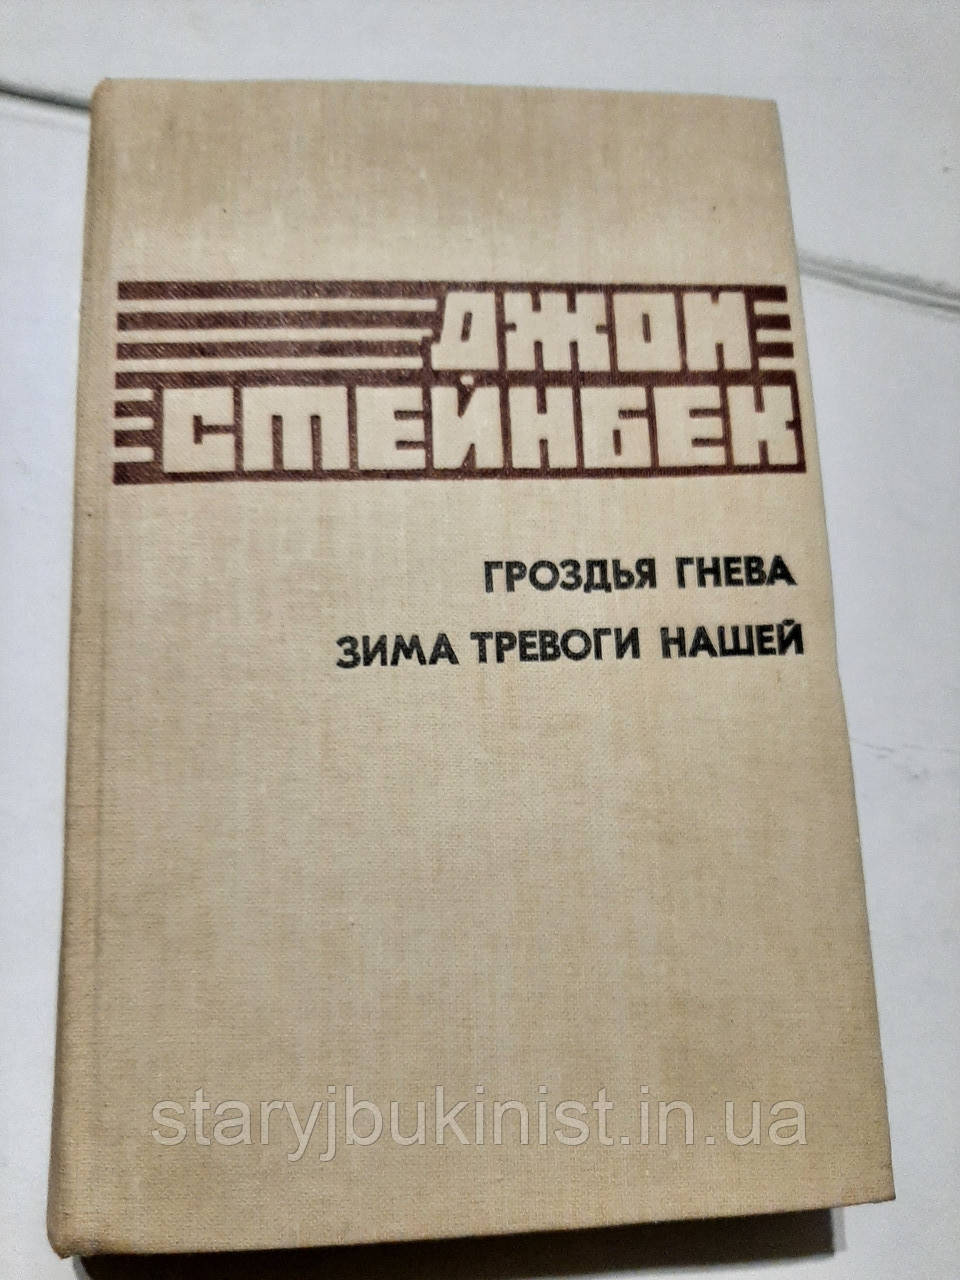 ДЖОН
СТЕЙНБЕК
ГРОЗДЬЯ ГНЕВА
ЗИМА ТРЕВОГИ НАШЕЙ
staryjbukinist.in.ua